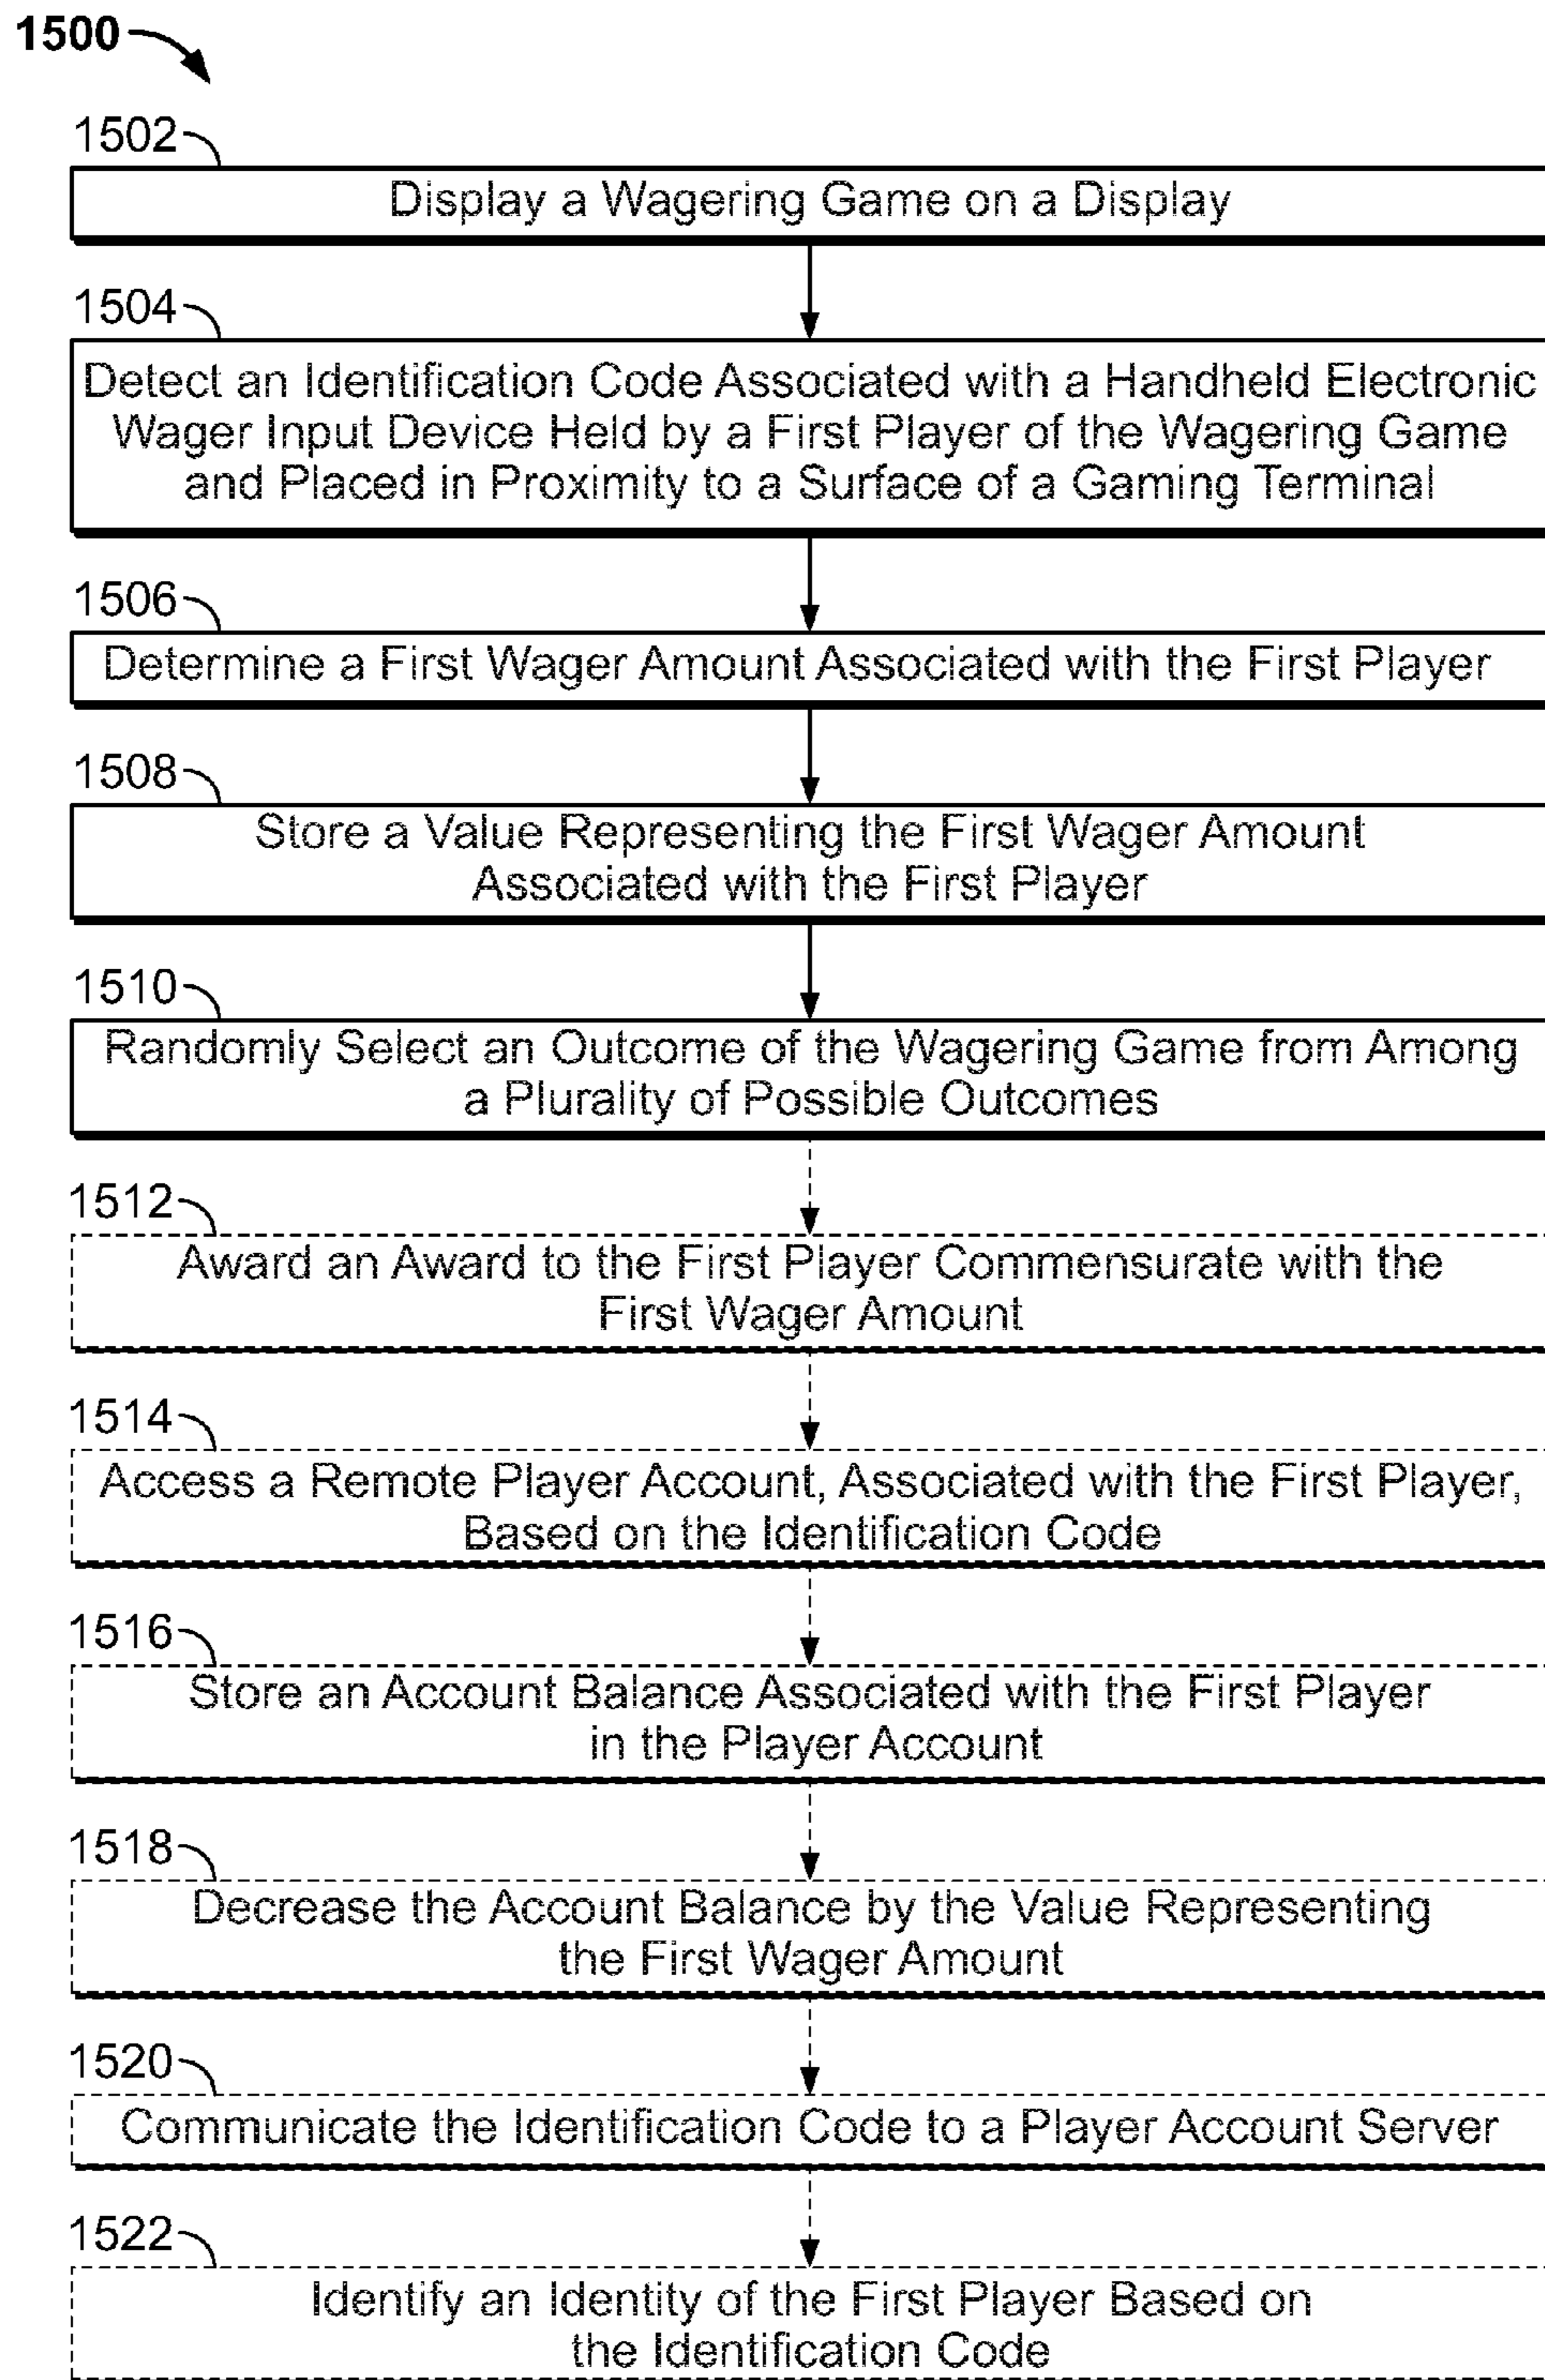 1500
1502
Display a Wagering Game on a Display
1504
Detect an Identification Code Associated with a Handheld Electronic
Wager Input Device Held by a First Player of the Wagering Game
and Placed in Proximity to a Surface of a Gaming Terminal
1506
Determine a First Wager Amount Associated with the First Player
1508
Store a Value Representing the First Wager Amount
Associated with the First Player
1510
Randomly Select an Outcome of the Wagering Game from Among
a Plurality of Possible Outcomes
1512
Award an Award to the First Player Commensurate with the
First Wager Amount
1514
Access a Remote Player Account, Associated with the First Player,
Based on the Identification Code
1516
Store an Account Balance Associated with the First Player
in the Player Account
1518
Decrease the Account Balance by the Value Representing
the First Wager Amount
1520
Communicate the Identification Code to a Player Account Server
1522
Identify an Identity of the First Player Based on
the Identification Code